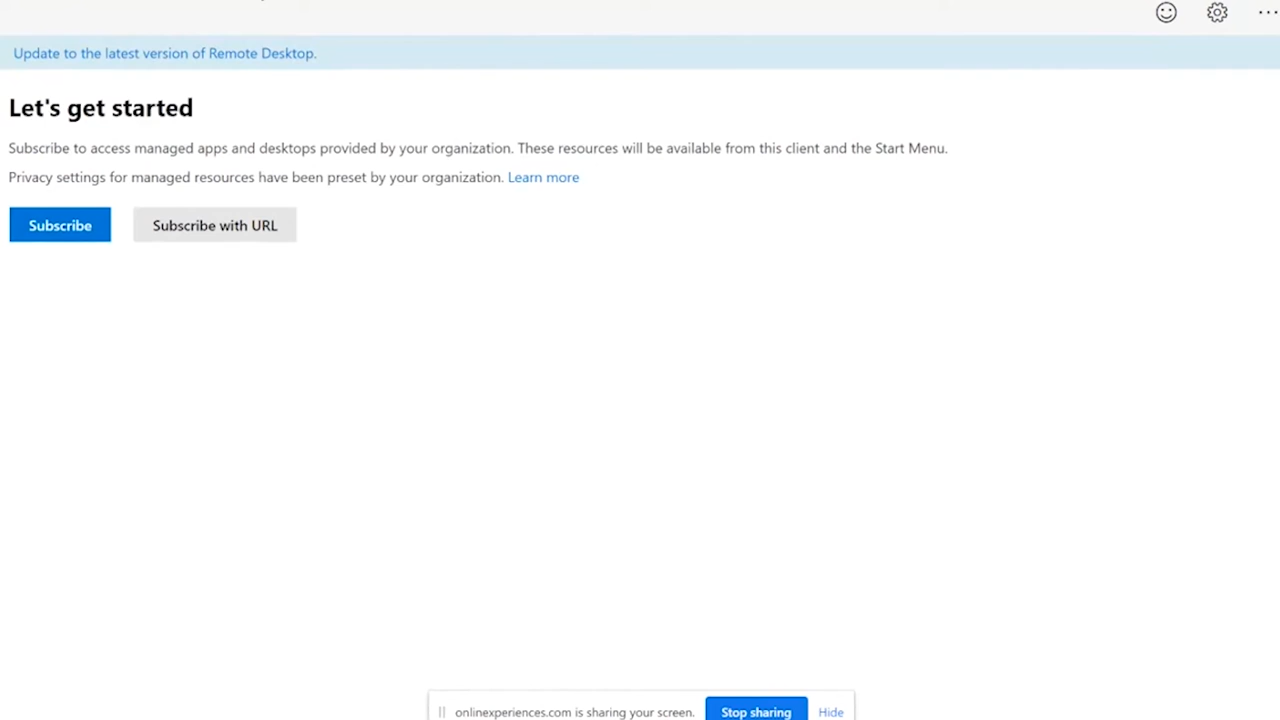 Update to the latest version of Remote Desktop.
Let's get started
Subscribe to access managed apps and desktops provided by your organization. These resources will be available from this client and the Start Menu.
Privacy settings for managed resources have been preset by your organization. Learn more
Subscribe
Subscribe with URL
onlinexperiences.com is sharing your screen.
Stop sharing
Hide